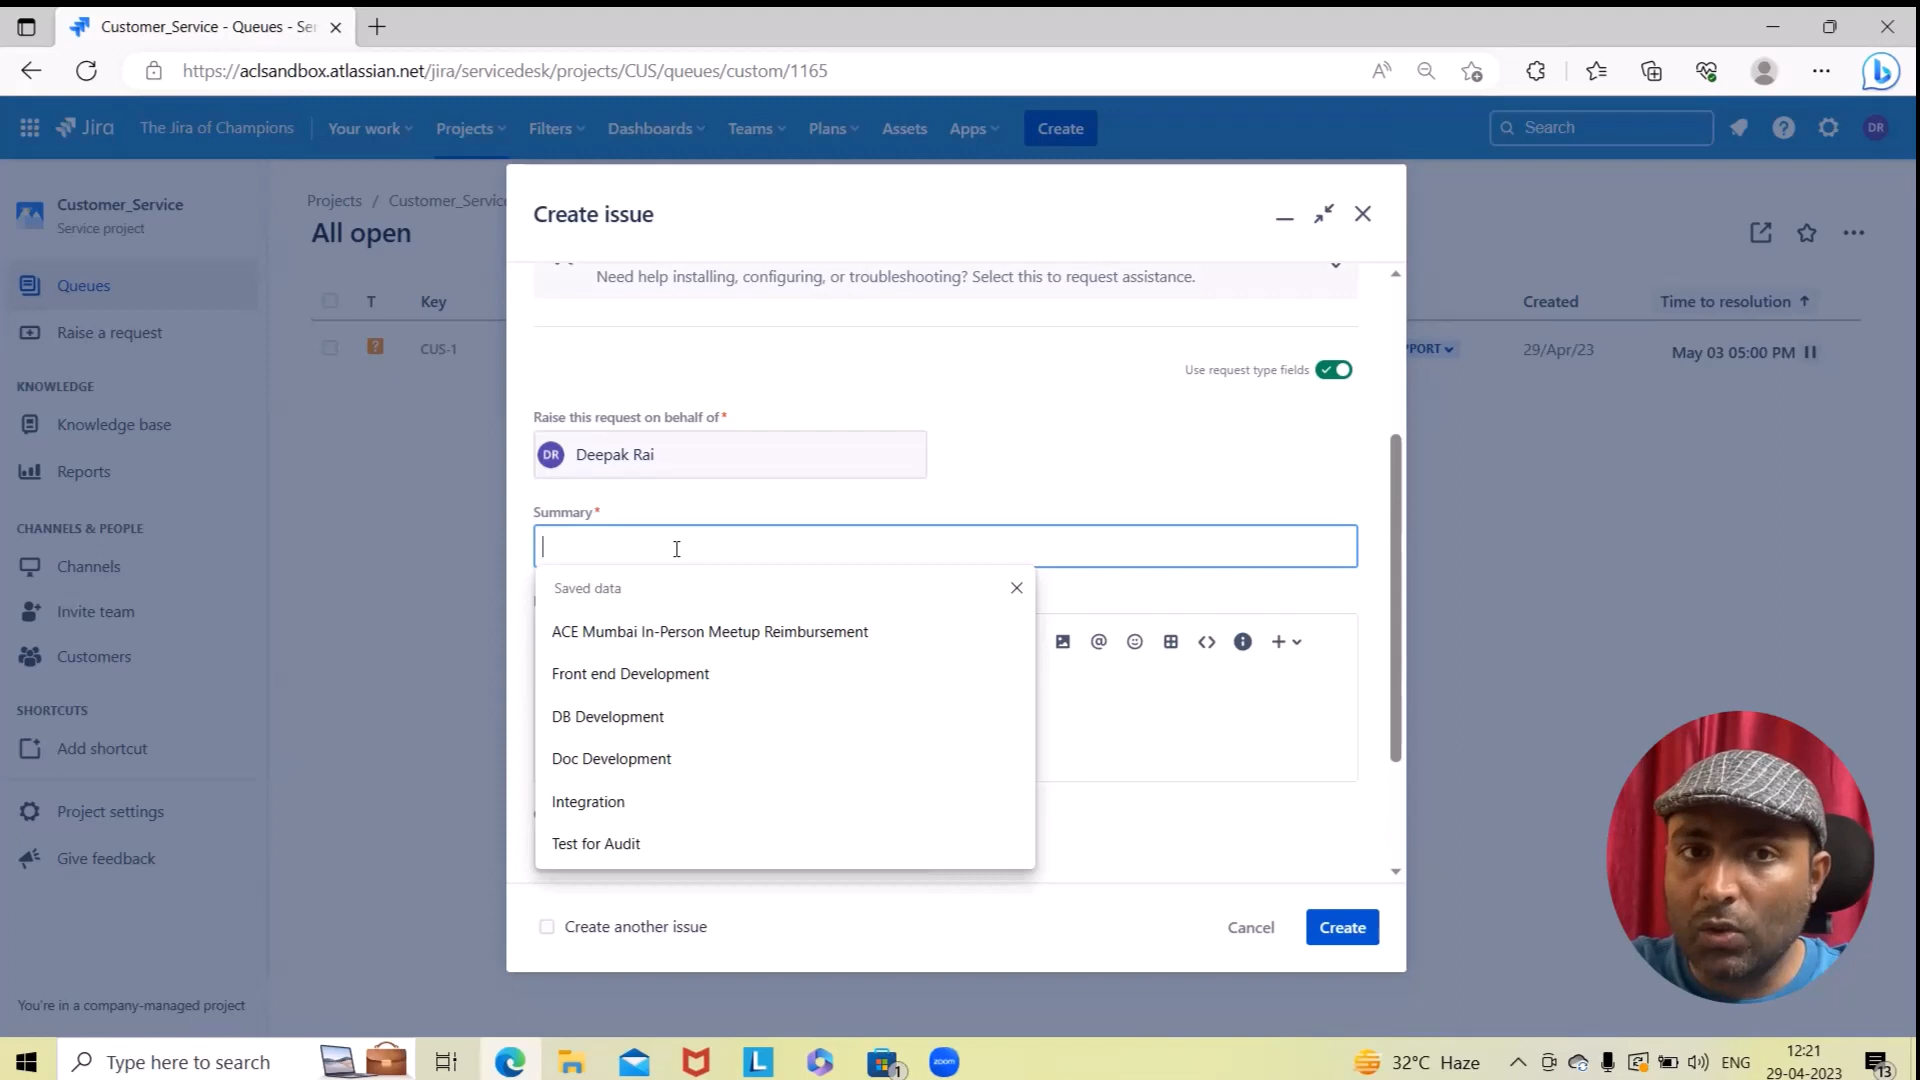 Customer_Service - Queues - Ser
https://aclsandbox.atlassian.net/jira/servicedesk/projects/CUS/queues/custom/1165
Jira The Jira of Champions Your work Projects Filters Dashboards Teams Plans Assets Apps Create Search DR
Customer_Service
Service project
Queues
Raise a request
KNOWLEDGE
Knowledge base
Reports
CHANNELS & PEOPLE
Channels
Invite team
Customers
SHORTCUTS
Add shortcut
Project settings
Give feedback
You're in a company-managed project
Projects / Customer_Service
All open
T Key Created Time to resolution
CUS-1 PORT 29/Apr/23 May 03 05:00 PM
Create issue
Need help installing, configuring, or troubleshooting? Select this to request assistance.
Use request type fields
Raise this request on behalf of*
DR Deepak Rai
Summary*
Saved data
ACE Mumbai In-Person Meetup Reimbursement
Front end Development
DB Development
Doc Development
Integration
Test for Audit
Create another issue
Cancel Create
Type here to search
L
1
zoom
32°C Haze
ENG
12:21
29-04-2023
13